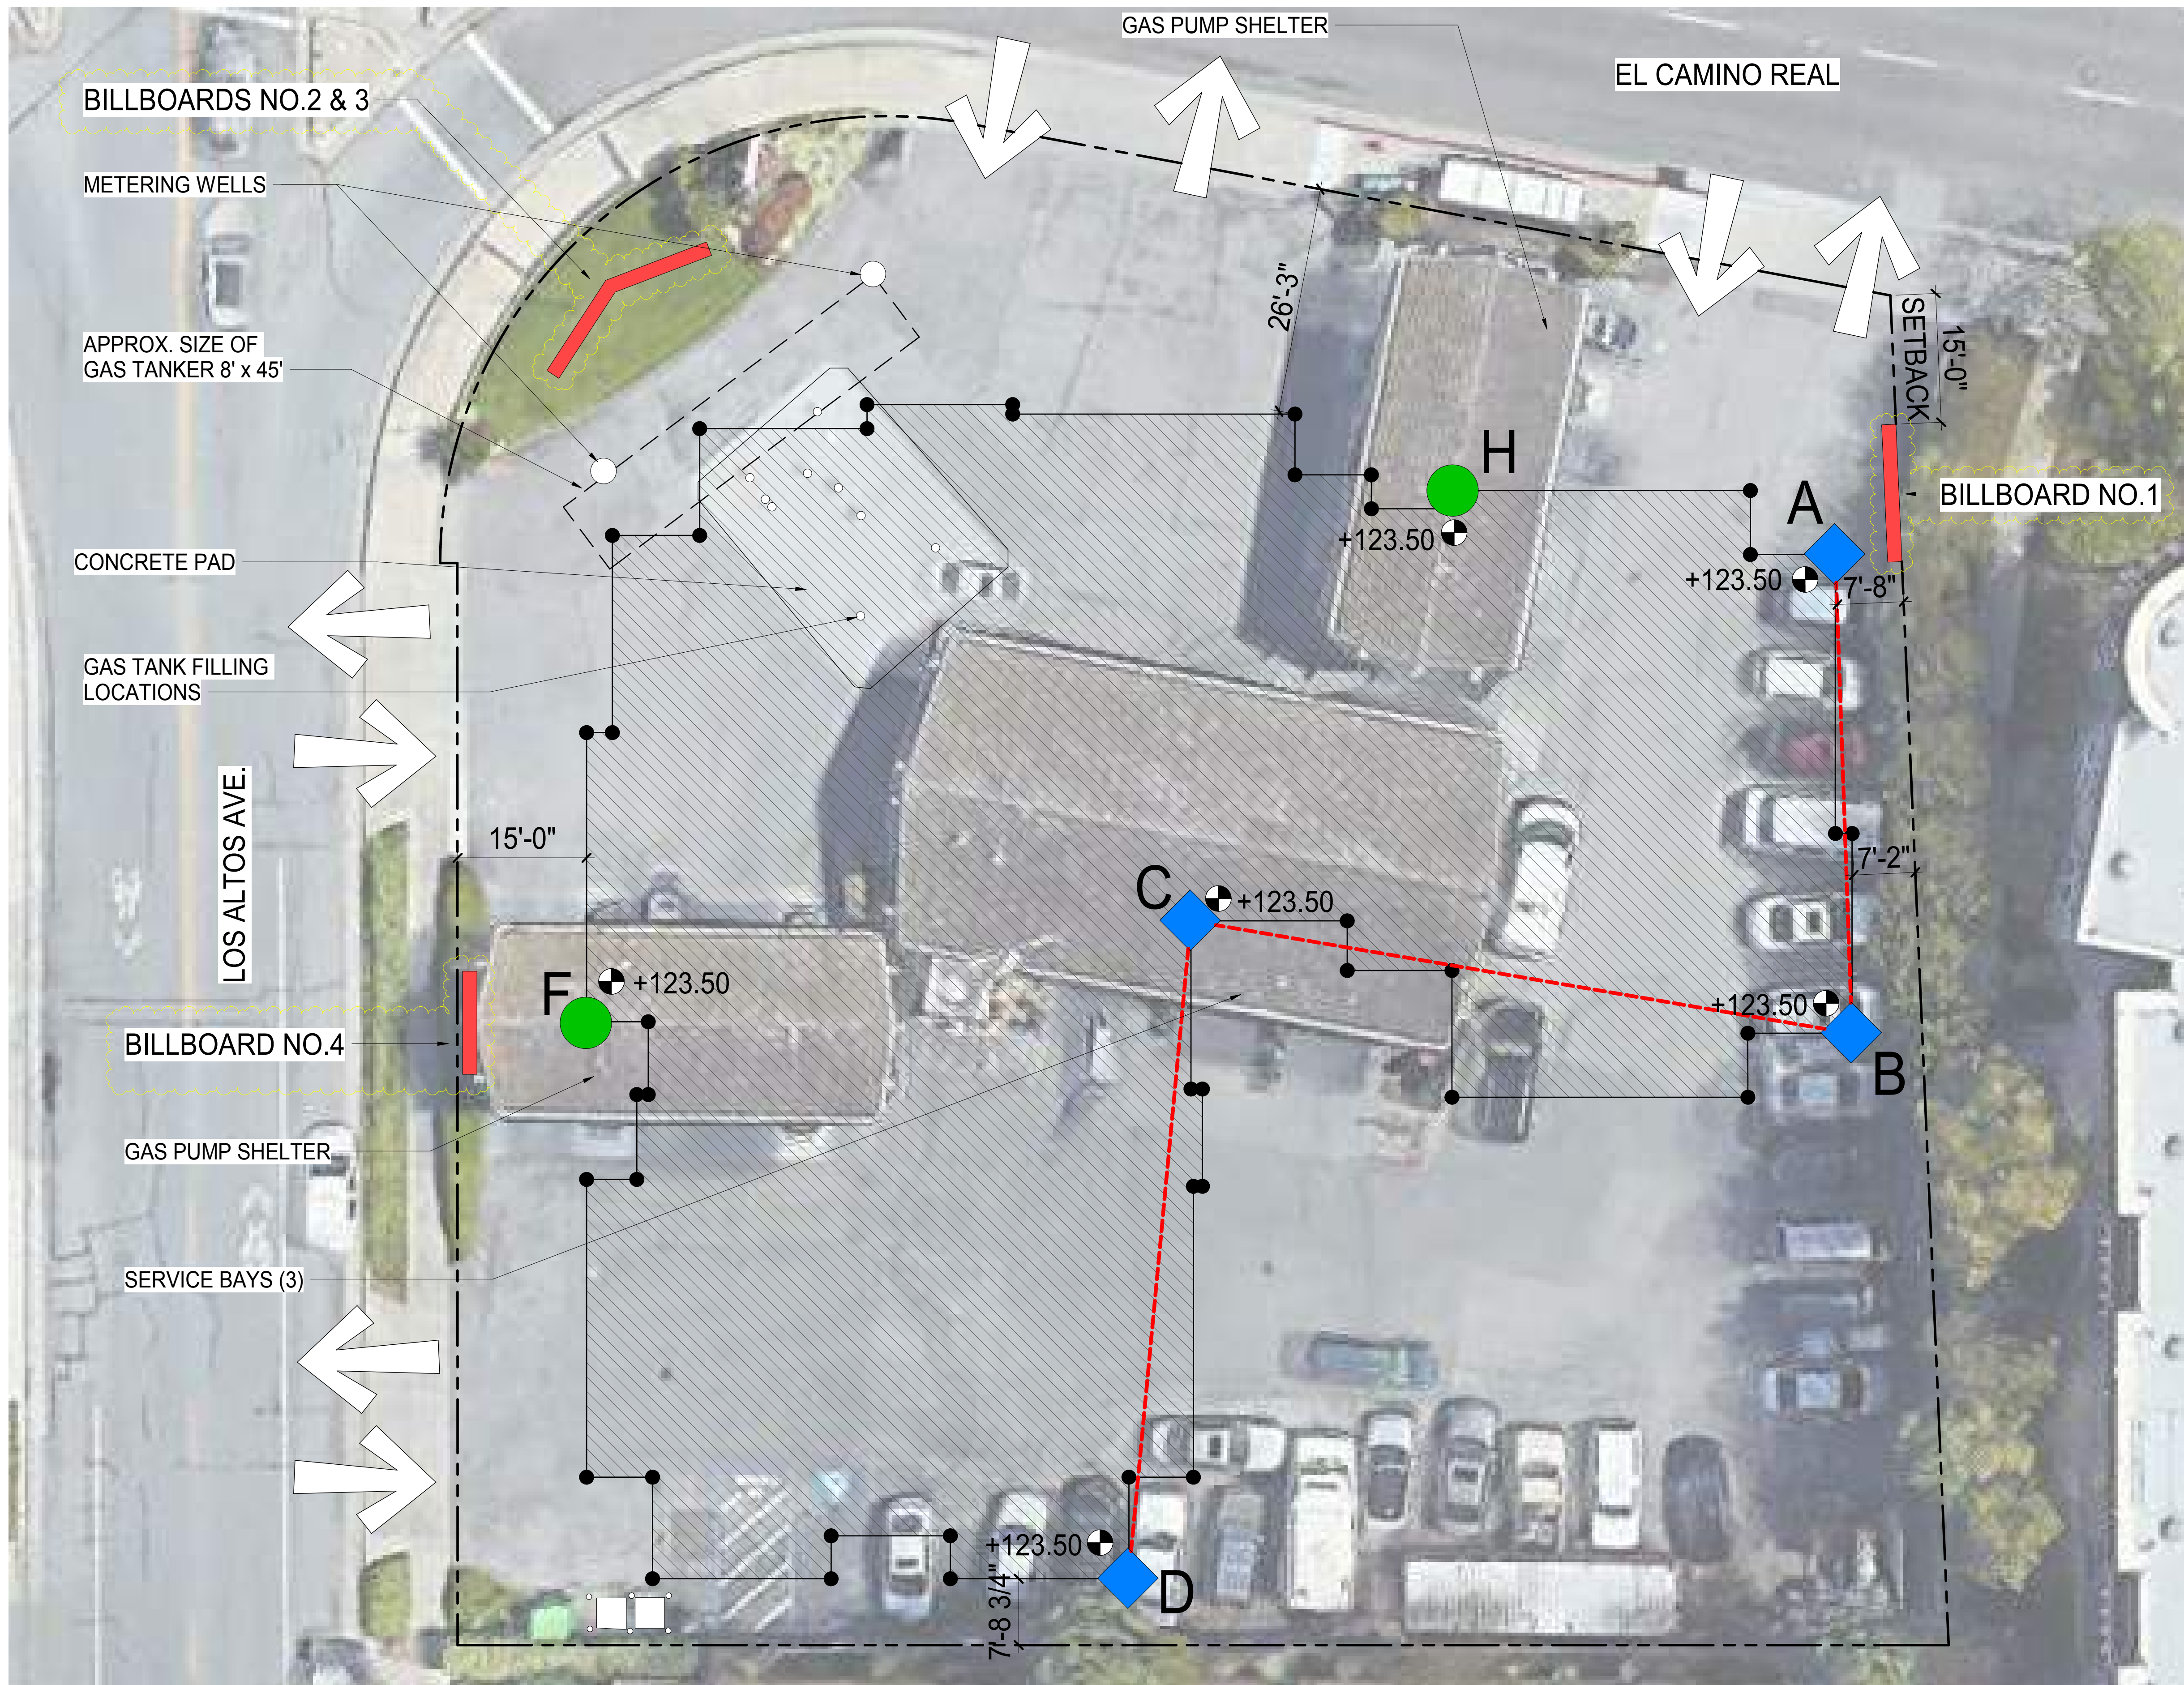 GAS PUMP SHELTER
EL CAMINO REAL
BILLBOARDS NO.2 & 3
METERING WELLS
26'-3"
SETBACK
15'-0"
APPROX. SIZE OF
GAS TANKER 8' x 45'
H
A
BILLBOARD NO.1
+123.50
CONCRETE PAD
+123.50
7'-8"
GAS TANK FILLING
LOCATIONS
LOS ALTOS AVE.
15'-0"
7'-2"
C
+123.50
F
+123.50
+123.50
BILLBOARD NO.4
B
GAS PUMP SHELTER
SERVICE BAYS (3)
+123.50
D
7'-8 3/4"